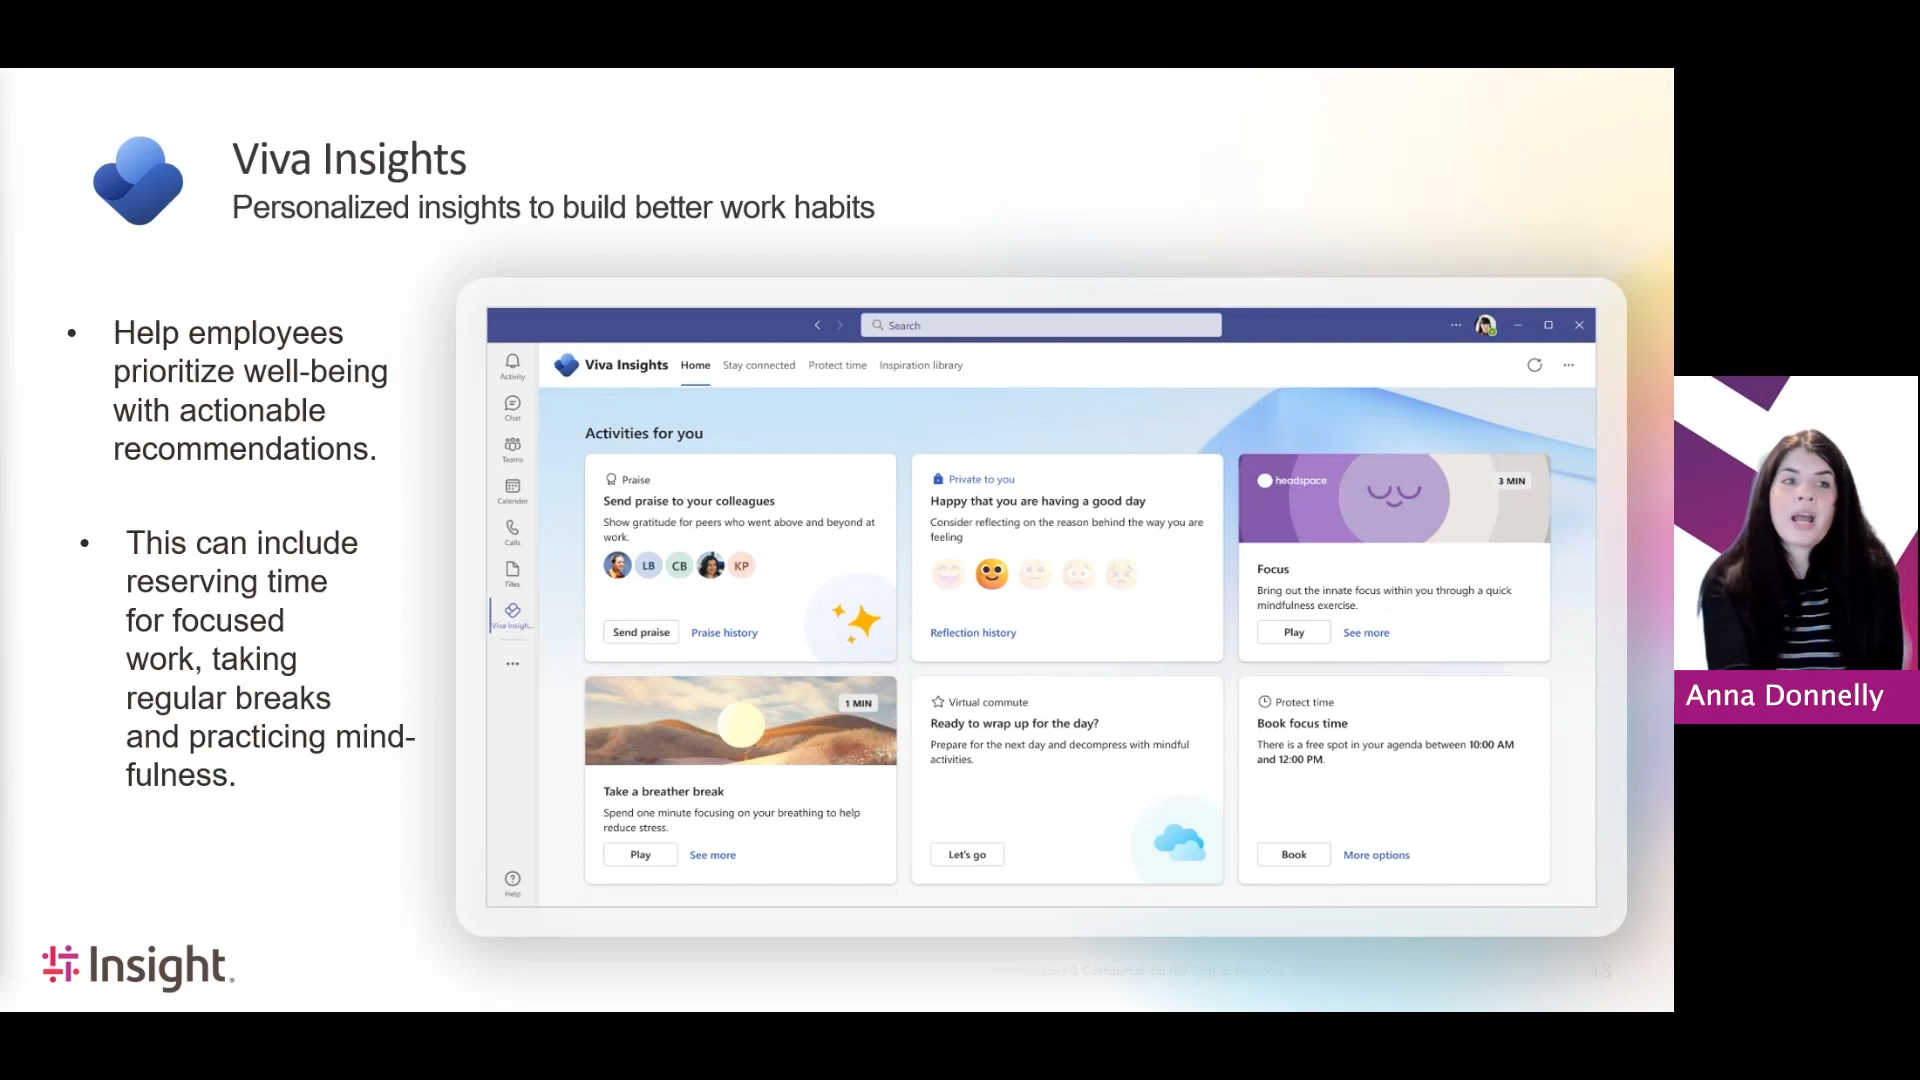 Viva Insights
Personalized insights to build better work habits
• Help employees
prioritize well-being
with actionable
recommendations.
• This can include
reserving time
for focused
work, taking
regular breaks
and practicing mind-
fulness.
Insight.
Search
Activity
Chat
Teams
Calender
Calls
Files
Viva Insigh...
Help
Viva Insights
Home
Stay connected
Protect time
Inspiration library
Activities for you
Praise
Send praise to your colleagues
Show gratitude for peers who went above and beyond at
work.
LB
CB
KP
Send praise
Praise history
Private to you
Happy that you are having a good day
Consider reflecting on the reason behind the way you are
feeling
Reflection history
headspace
3 MIN
Focus
Bring out the innate focus within you through a quick
mindfulness exercise.
Play
See more
1 MIN
Take a breather break
Spend one minute focusing on your breathing to help
reduce stress.
Play
See more
Virtual commute
Ready to wrap up for the day?
Prepare for the next day and decompress with mindful
activities.
Let's go
Protect time
Book focus time
There is a free spot in your agenda between 10:00 AM
and 12:00 PM.
Book
More options
& Confidential. Do Not Copy
13
Anna Donnelly